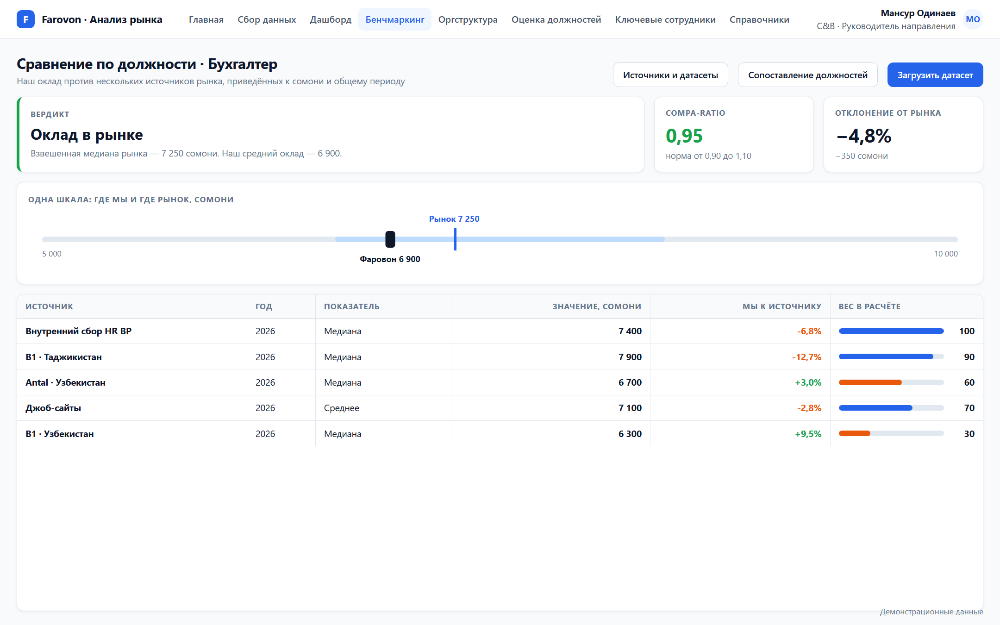 F Farovon · Анализ рынка Главная Сбор данных Дашборд Бенчмаркинг Оргструктура Оценка должностей Ключевые сотрудники Справочники
Мансур Одинаев
C&B · Руководитель направления
МО
Сравнение по должности · Бухгалтер
Наш оклад против нескольких источников рынка, приведённых к сомони и общему периоду
Источники и датасеты Сопоставление должностей Загрузить датасет
ВЕРДИКТ
Оклад в рынке
Взвешенная медиана рынка — 7 250 сомони. Наш средний оклад — 6 900.
COMPA-RATIO
0,95
норма от 0,90 до 1,10
ОТКЛОНЕНИЕ ОТ РЫНКА
−4,8%
−350 сомони
ОДНА ШКАЛА: ГДЕ МЫ И ГДЕ РЫНОК, СОМОНИ
Рынок 7 250
5 000 10 000
Фаровон 6 900
ИСТОЧНИК ГОД ПОКАЗАТЕЛЬ ЗНАЧЕНИЕ, СОМОНИ МЫ К ИСТОЧНИКУ ВЕС В РАСЧЁТЕ
Внутренний сбор HR BP 2026 Медиана 7 400 -6,8% 100
B1 · Таджикистан 2026 Медиана 7 900 -12,7% 90
Antal · Узбекистан 2026 Медиана 6 700 +3,0% 60
Джоб-сайты 2026 Среднее 7 100 -2,8% 70
B1 · Узбекистан 2026 Медиана 6 300 +9,5% 30
Демонстрационные данные